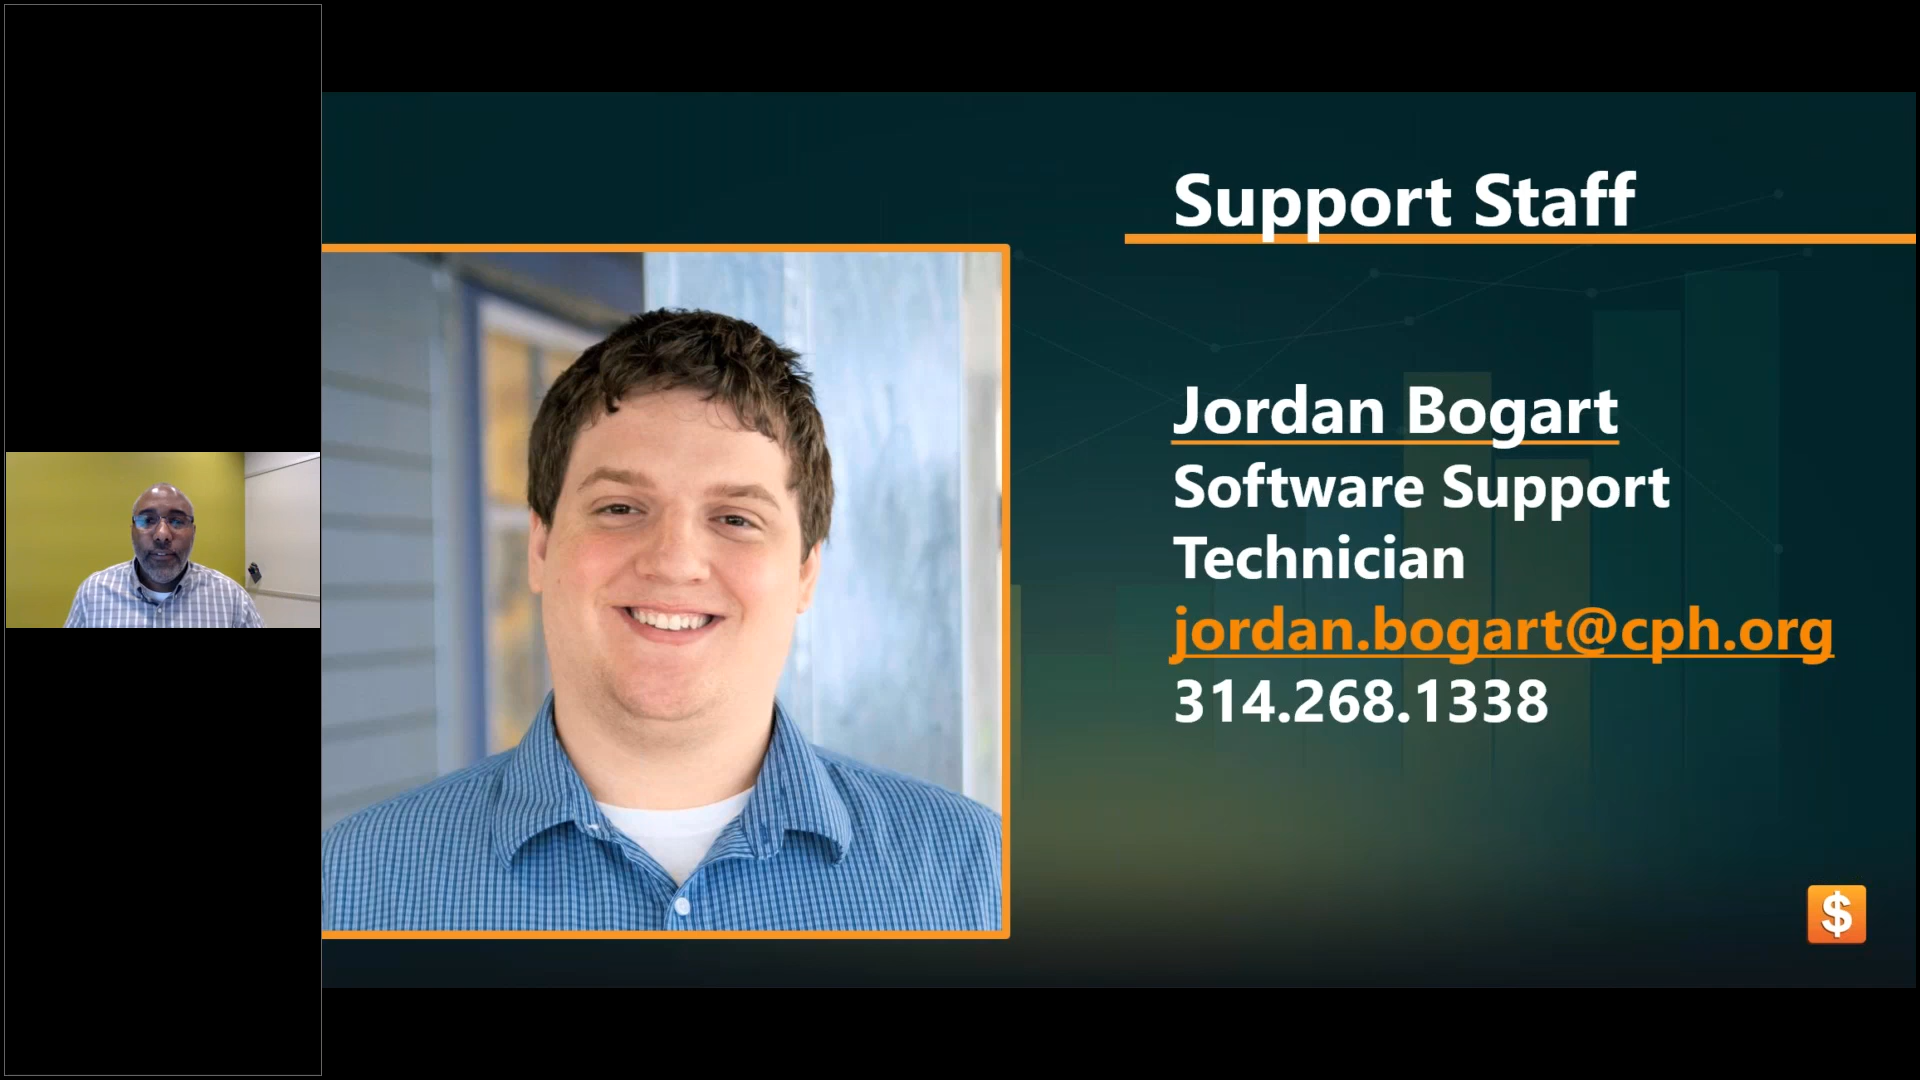 Support Staff
Jordan Bogart
Software Support
Technician
jordan.bogart@cph.org
314.268.1338
$